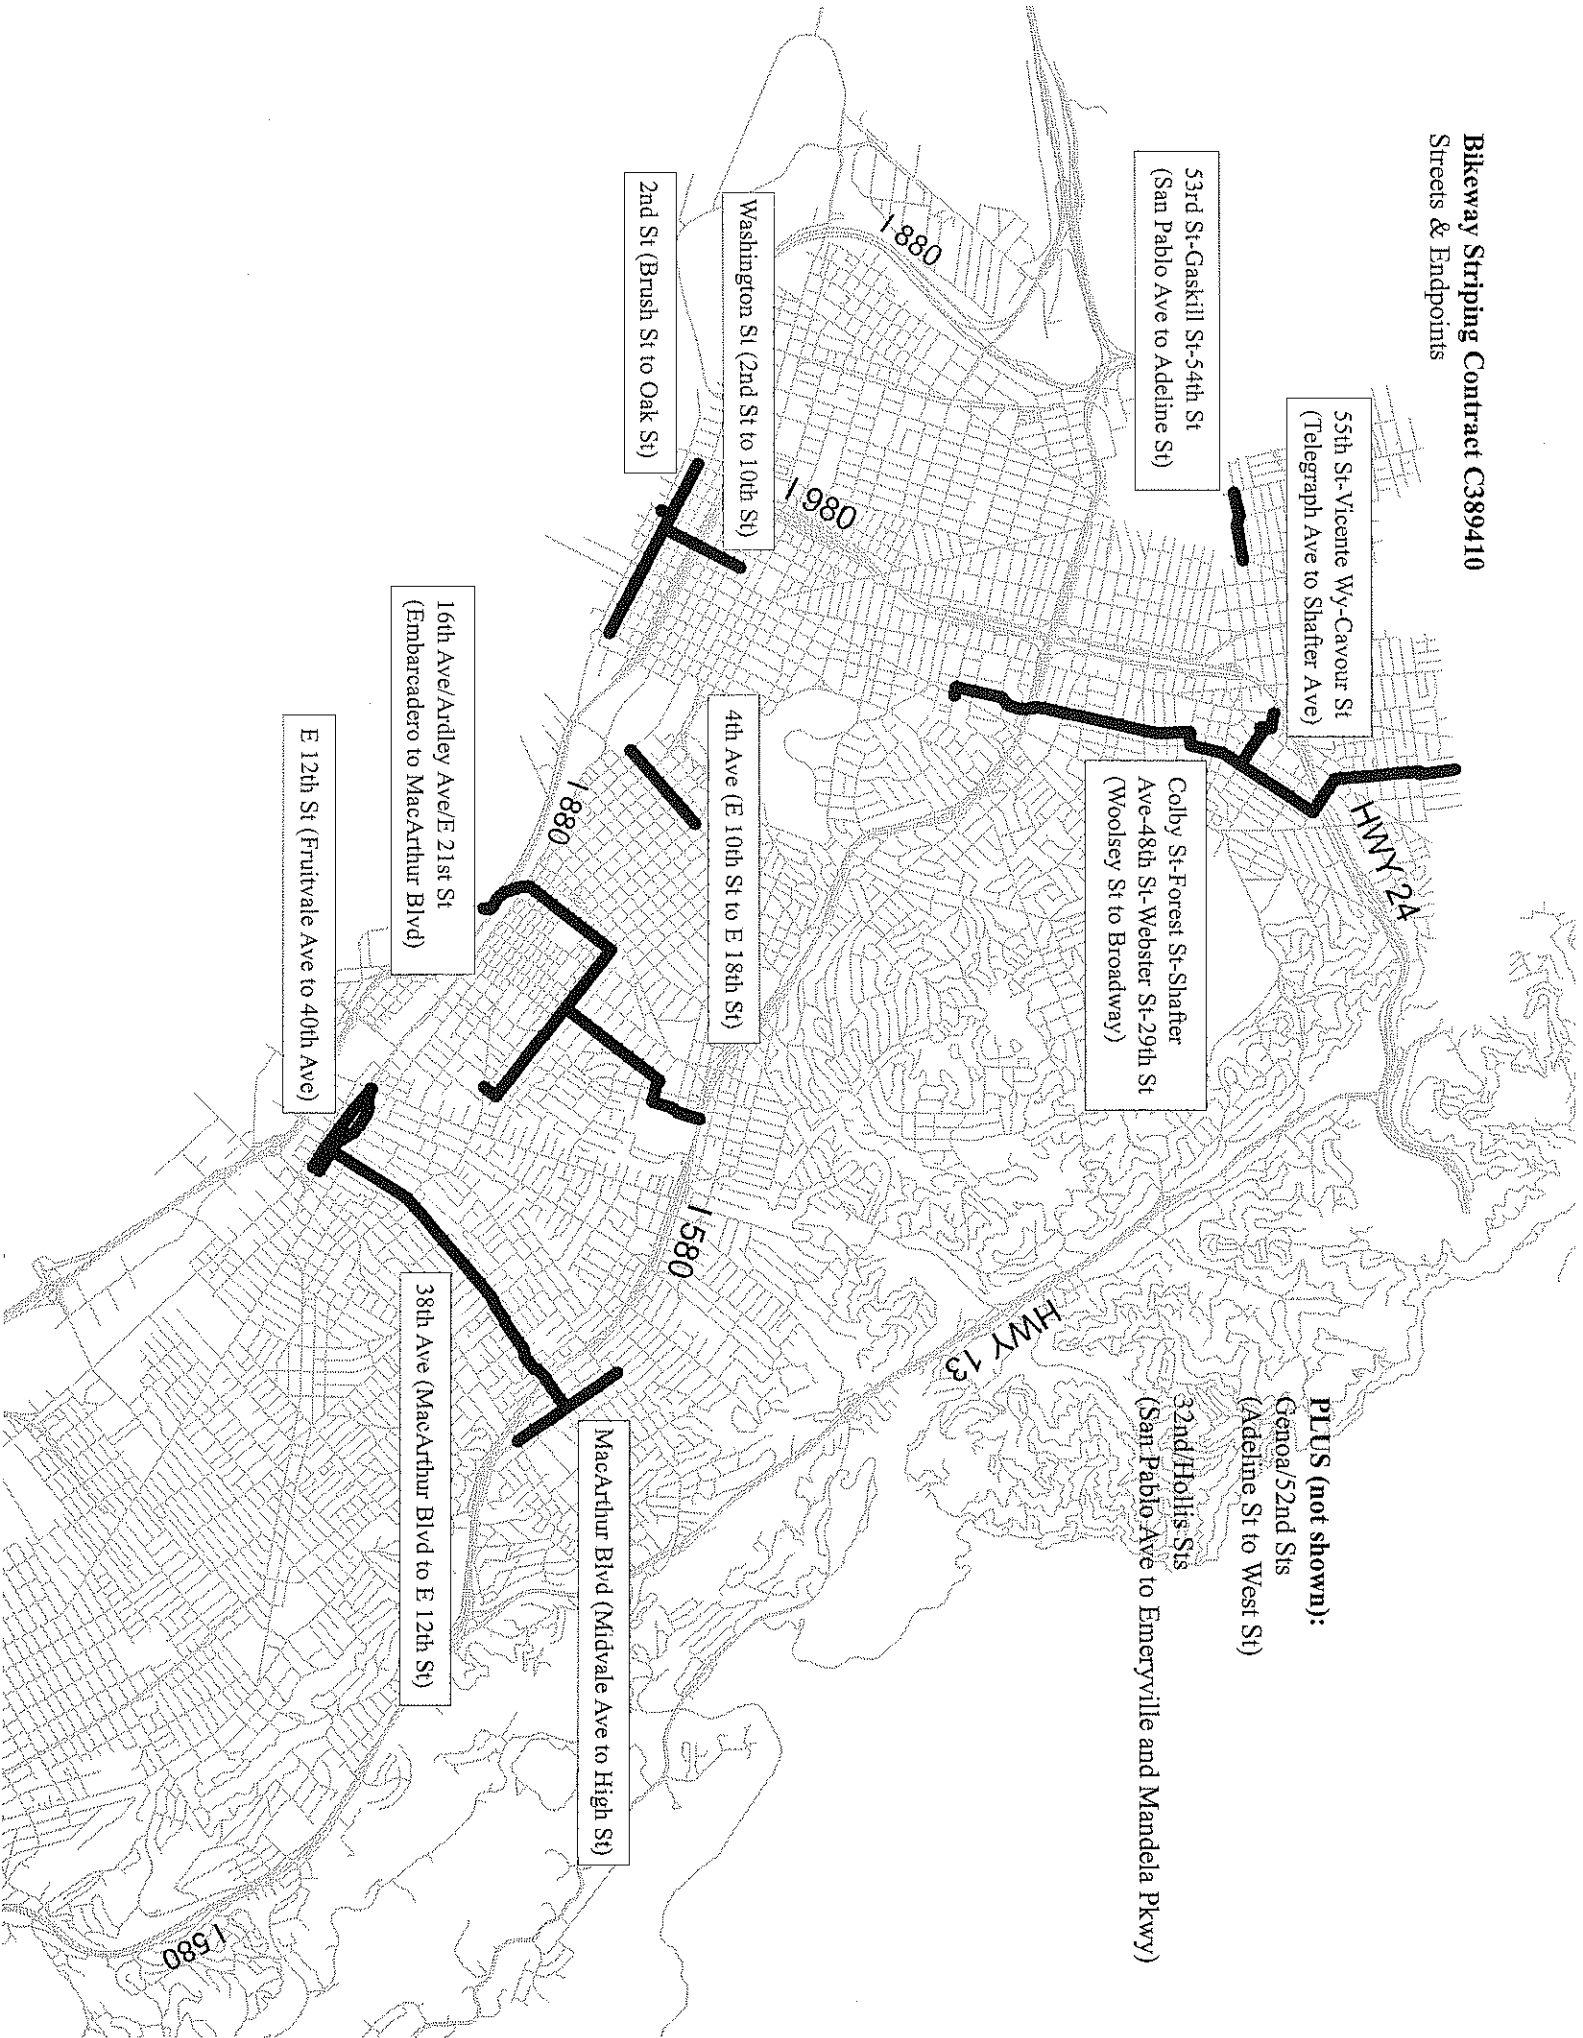 Bikeway Striping Contract C389410
Streets & Endpoints
55th St-Vicente Wy-Cavour St
(Telegraph Ave to Shafter Ave)
53rd St-Gaskill St-54th St
(San Pablo Ave to Adeline St)
HWY 24
PLUS (not shown):
Genoa/52nd Sts
(Adeline St to West St)
32nd/Hollis Sts
(San Pablo Ave to Emeryville and Mandela Pkwy)
Colby St-Forest St-Shafter
Ave-48th St-Webster St-29th St
(Woolsey St to Broadway)
HWY 13
I 880
I 980
Washington St (2nd St to 10th St)
2nd St (Brush St to Oak St)
4th Ave (E 10th St to E 18th St)
I 580
I 880
MacArthur Blvd (Midvale Ave to High St)
16th Ave/Ardley Ave/E 21st St
(Embarcadero to MacArthur Blvd)
38th Ave (MacArthur Blvd to E 12th St)
E 12th St (Fruitvale Ave to 40th Ave)
I 580